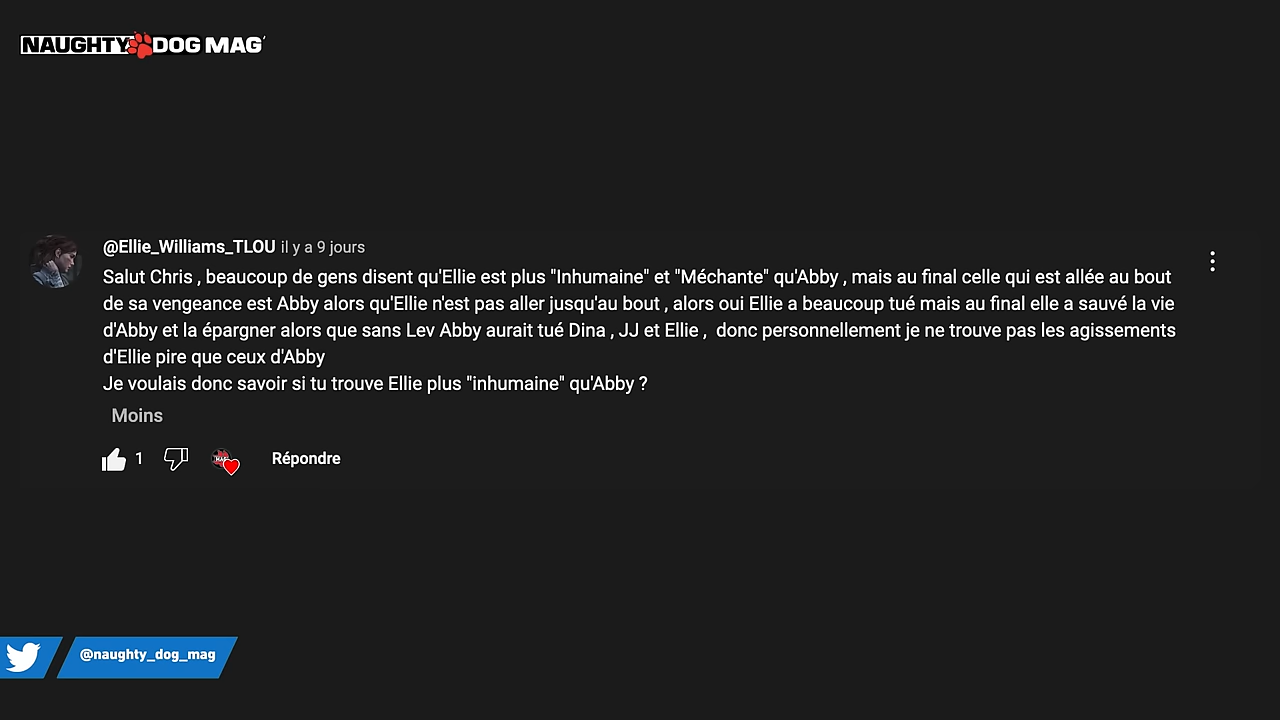 NAUGHTY DOG MAG'
@Ellie_Williams_TLOU il y a 9 jours
Salut Chris , beaucoup de gens disent qu'Ellie est plus "Inhumaine" et "Méchante" qu'Abby , mais au final celle qui est allée au bout
de sa vengeance est Abby alors qu'Ellie n'est pas aller jusqu'au bout , alors oui Ellie a beaucoup tué mais au final elle a sauvé la vie
d'Abby et la épargner alors que sans Lev Abby aurait tué Dina , JJ et Ellie ,  donc personnellement je ne trouve pas les agissements
d'Ellie pire que ceux d'Abby
Je voulais donc savoir si tu trouve Ellie plus "inhumaine" qu'Abby ?
Moins
1
MAG
Répondre
@naughty_dog_mag